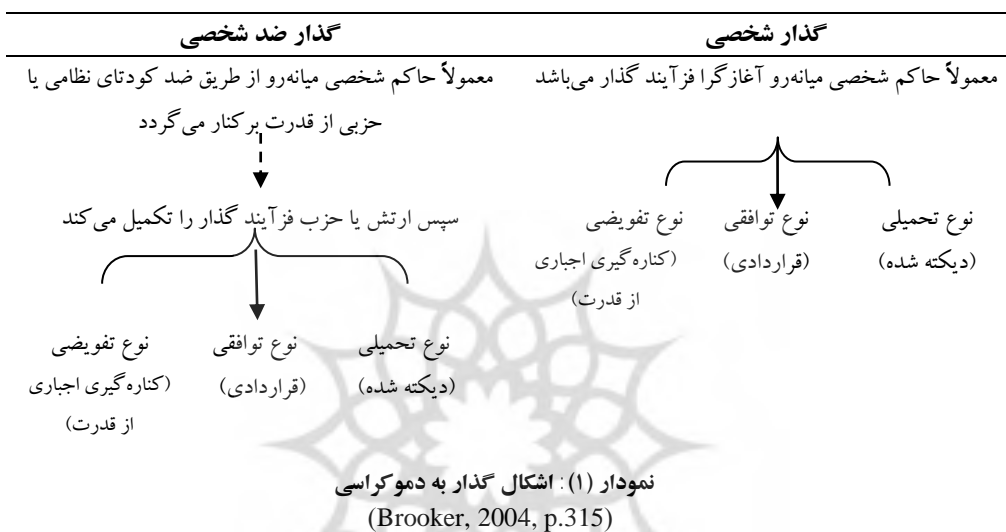 گذار شخصی
معمولاً حاکم شخصی میانه‌رو آغازگرا فرآیند گذار می‌باشد
نوع تحمیلی
(دیکته شده)
نوع توافقی
(قراردادی)
نوع تفویضی
(کناره‌گیری اجباری
از قدرت)
گذار ضد شخصی
معمولاً حاکم شخصی میانه‌رو از طریق ضد کودتای نظامی یا
حزبی از قدرت برکنار می‌گردد
سپس ارتش یا حزب فرآیند گذار را تکمیل می‌کند
نوع تحمیلی
(دیکته شده)
نوع توافقی
(قراردادی)
نوع تفویضی
(کناره‌گیری اجباری
از قدرت)
نمودار (۱): اشکال گذار به دموکراسی
(Brooker, 2004, p.315)